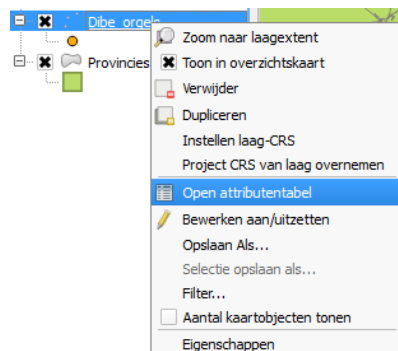 Dibe_orgels
Provincies
Zoom naar laagextent
Toon in overzichtskaart
Verwijder
Dupliceren
Instellen laag-CRS
Project CRS van laag overnemen
Open attributentabel
Bewerken aan/uitzetten
Opslaan Als...
Selectie opslaan als...
Filter...
Aantal kaartobjecten tonen
Eigenschappen